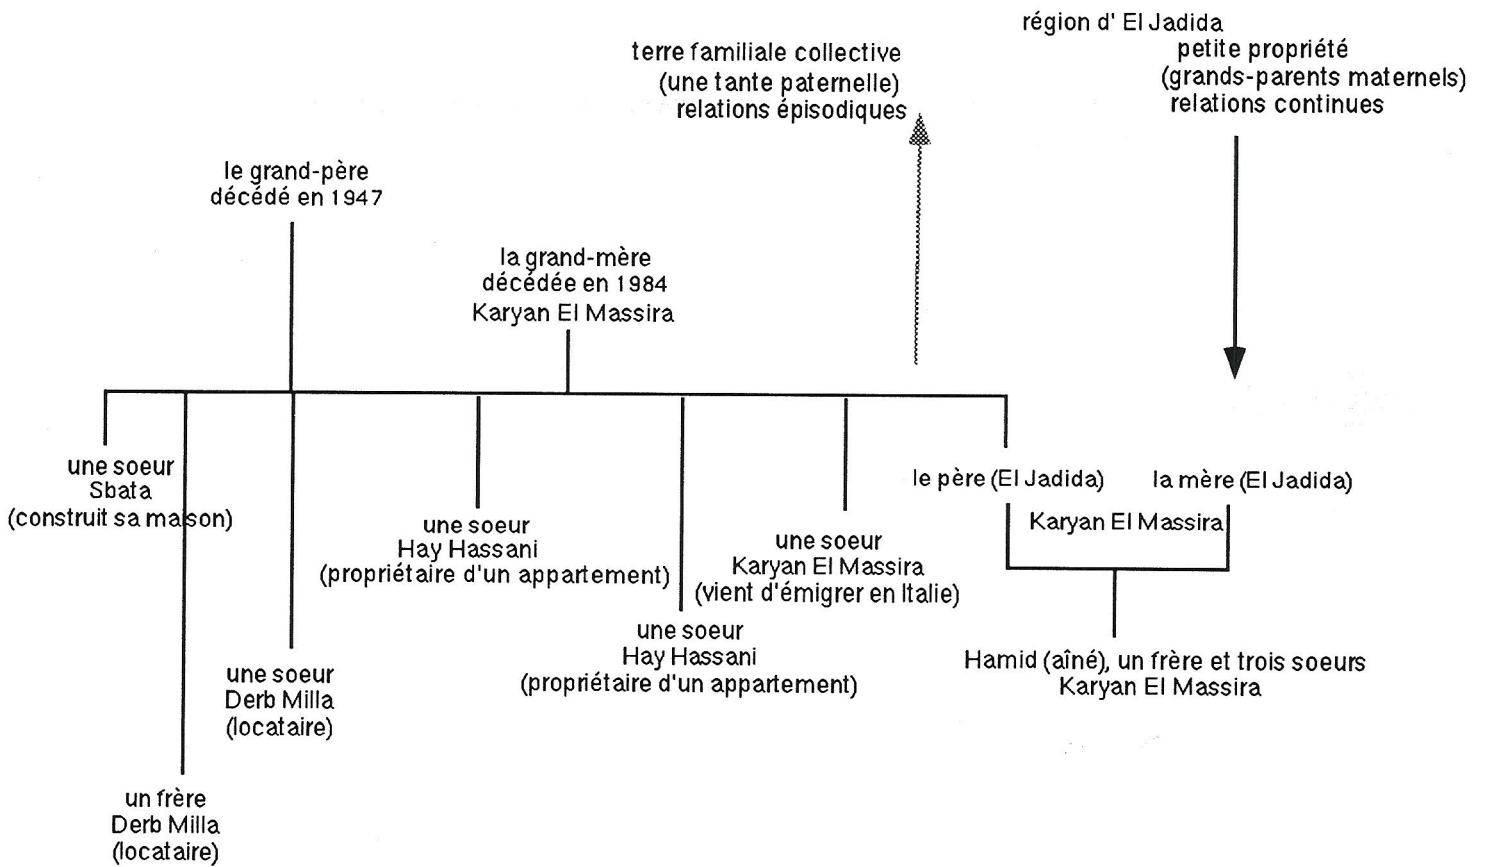 région d' El Jadida
terre familiale collective
(une tante paternelle)
relations épisodiques
petite propriété
(grands-parents maternels)
relations continues
le grand-père
décédé en 1947
la grand-mère
décédée en 1984
Karyan El Massira
une soeur
Sbata
(construit sa maison)
un frère
Derb Milla
(locataire)
une soeur
Derb Milla
(locataire)
une soeur
Hay Hassani
(propriétaire d'un appartement)
une soeur
Hay Hassani
(propriétaire d'un appartement)
une soeur
Karyan El Massira
(vient d'émigrer en Italie)
le père (El Jadida)
la mère (El Jadida)
Karyan El Massira
Hamid (aîné), un frère et trois soeurs
Karyan El Massira